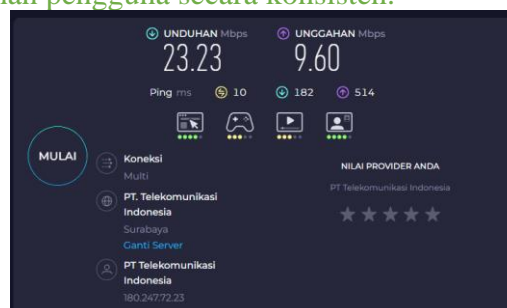 pengguna secara konsisten.
UNDUHAN Mbps
UNGGAHAN Mbps
23.23
9.60
Ping ms 10 182 514
MULAI
Koneksi
Multi
PT. Telekomunikasi
Indonesia
Surabaya
Ganti Server
PT Telekomunikasi
Indonesia
180.247.72.23
NILAI PROVIDER ANDA
PT Telekomunikasi Indonesia